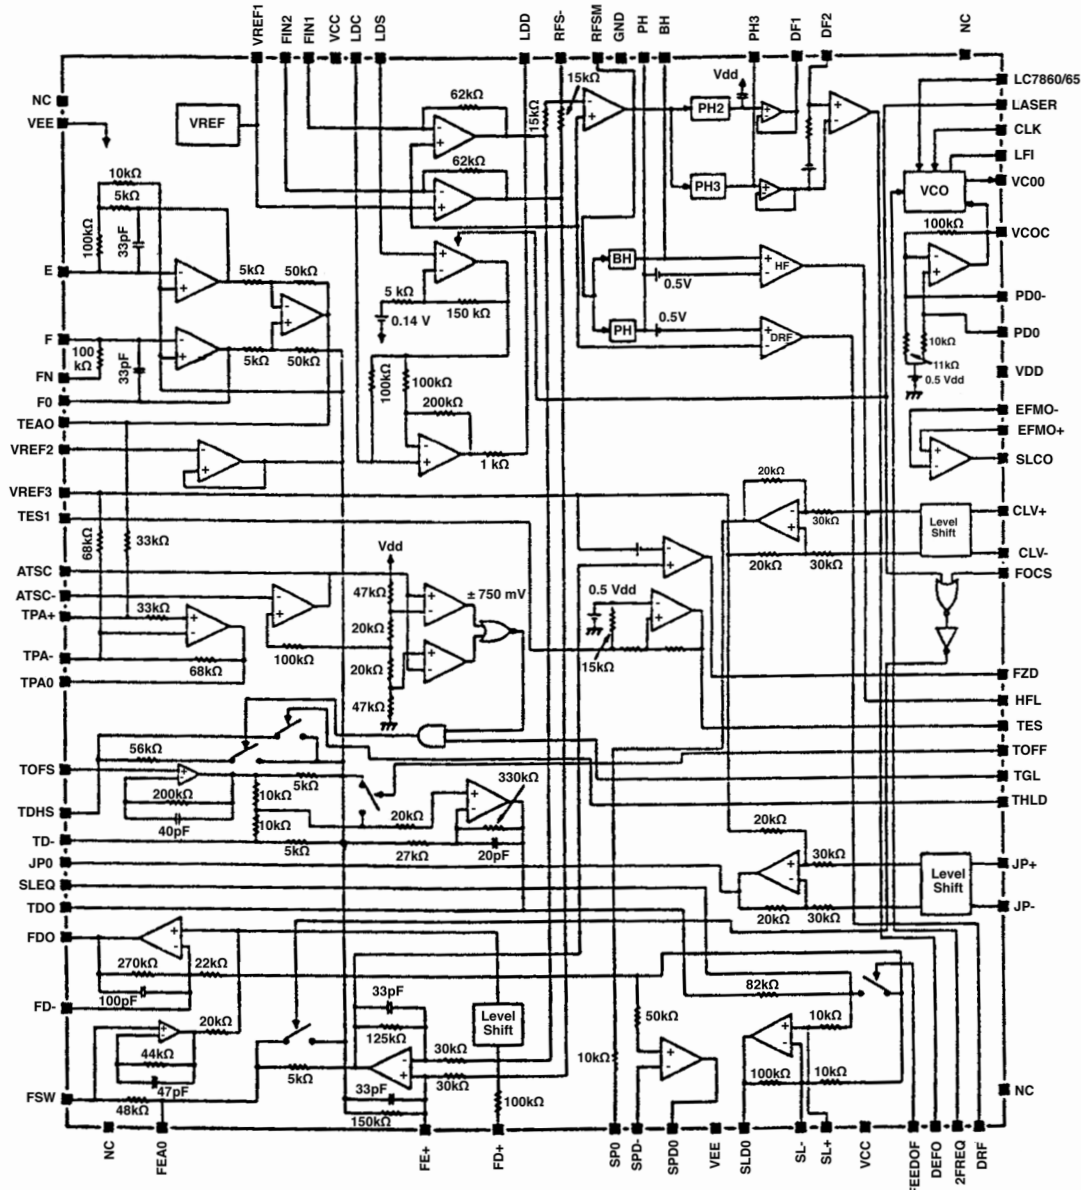 VREF1 FIN2 FIN1 VCC LDC LDS LDD RFS- RFSM GND PH BH PH3 DF1 DF2 NC
NC
VEE
VREF
62kΩ
15kΩ
15kΩ
Vdd
PH2
LC7860/65
LASER
CLK
LFI
VC00
VCO
62kΩ
PH3
10kΩ
5kΩ
100kΩ
33pF
100kΩ
VCOC
E
5kΩ
50kΩ
BH
HF
0.5V
PD0-
5 kΩ
0.14 V
150 kΩ
0.5V
PH
DRF
PD0
10kΩ
11kΩ
0.5 Vdd
F
100 kΩ
33pF
5kΩ
50kΩ
FN
F0
VDD
100kΩ
100kΩ
200kΩ
TEAO
EFMO-
EFMO+
VREF2
1 kΩ
SLCO
VREF3
20kΩ
30kΩ
Level Shift
CLV+
TES1
68kΩ
33kΩ
20kΩ
30kΩ
CLV-
Vdd
ATSC
FOCS
ATSC-
47kΩ
± 750 mV
0.5 Vdd
TPA+
33kΩ
20kΩ
100kΩ
TPA-
68kΩ
20kΩ
15kΩ
TPA0
47kΩ
FZD
HFL
TES
56kΩ
TOFF
TOFS
200kΩ
5kΩ
330kΩ
TGL
10kΩ
THLD
TDHS
40pF
10kΩ
20kΩ
20kΩ
TD-
5kΩ
27kΩ
20pF
JP0
30kΩ
Level Shift
JP+
SLEQ
TDO
20kΩ
30kΩ
JP-
FDO
270kΩ
22kΩ
100pF
33pF
Level Shift
82kΩ
FD-
20kΩ
125kΩ
50kΩ
10kΩ
44kΩ
30kΩ
10kΩ
47pF
5kΩ
30kΩ
100kΩ
10kΩ
FSW
48kΩ
33pF
100kΩ
150kΩ
NC
NC FEA0 FE+ FD+ SP0 SPD- SPD0 VEE SLD0 SL- SL+ VCC FEEDOF DEFO 2FREQ DRF